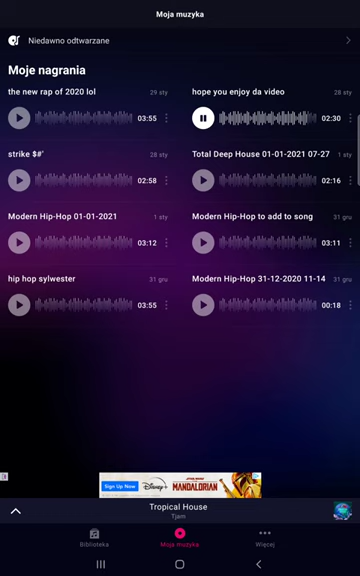 Moja muzyka
Niedawno odtwarzane
Moje nagrania
the new rap of 2020 lol
29 sty
03:55
hope you enjoy da video
28 sty
02:30
strike $#'
28 sty
02:58
Total Deep House 01-01-2021 07-27
1 sty
02:16
Modern Hip-Hop 01-01-2021
1 sty
03:12
Modern Hip-Hop to add to song
31 gru
03:11
hip hop sylwester
31 gru
03:55
Modern Hip-Hop 31-12-2020 11-14
31 gru
00:18
Sign Up Now
Disney+
STAR WARS
MANDALORIAN
Tropical House
Tjam
Biblioteka
Moja muzyka
Więcej